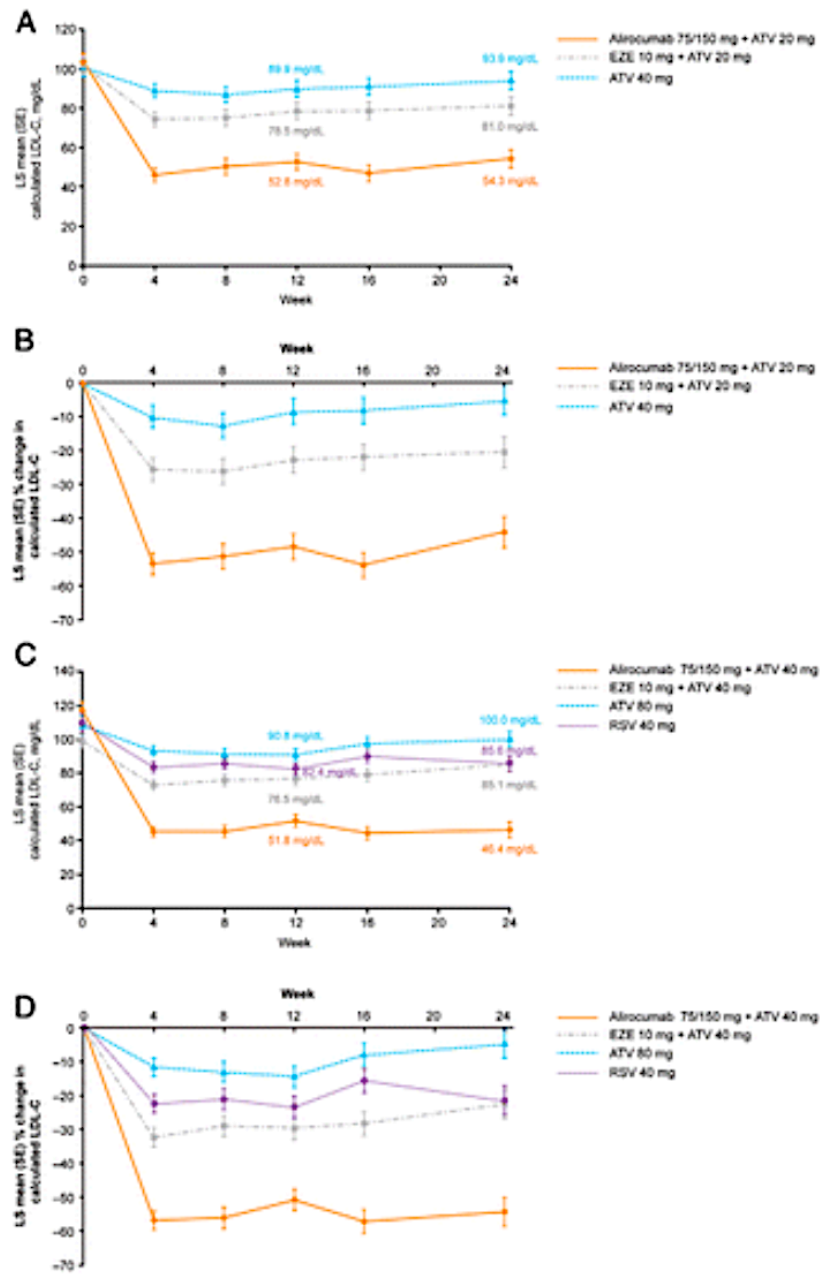 A
LS mean (SE)
calculated LDL-C, mg/dL
120
100
80
60
40
20
0
89.9 mg/dL
93.9 mg/dL
78.5 mg/dL
81.0 mg/dL
52.8 mg/dL
54.3 mg/dL
0 4 8 12 16 20 24
Week
Alirocumab 75/150 mg + ATV 20 mg
EZE 10 mg + ATV 20 mg
ATV 40 mg
B
Week
0 4 8 12 16 20 24
LS mean (SE) % change in
calculated LDL-C
0
−10
−20
−30
−40
−50
−60
−70
Alirocumab 75/150 mg + ATV 20 mg
EZE 10 mg + ATV 20 mg
ATV 40 mg
C
LS mean (SE)
calculated LDL-C, mg/dL
140
120
100
80
60
40
20
0
90.8 mg/dL
100.0 mg/dL
82.4 mg/dL
85.6 mg/dL
76.5 mg/dL
85.1 mg/dL
51.8 mg/dL
46.4 mg/dL
0 4 8 12 16 20 24
Week
Alirocumab 75/150 mg + ATV 40 mg
EZE 10 mg + ATV 40 mg
ATV 80 mg
RSV 40 mg
D
Week
0 4 8 12 16 20 24
LS mean (SE) % change in
calculated LDL-C
0
−10
−20
−30
−40
−50
−60
−70
Alirocumab 75/150 mg + ATV 40 mg
EZE 10 mg + ATV 40 mg
ATV 80 mg
RSV 40 mg